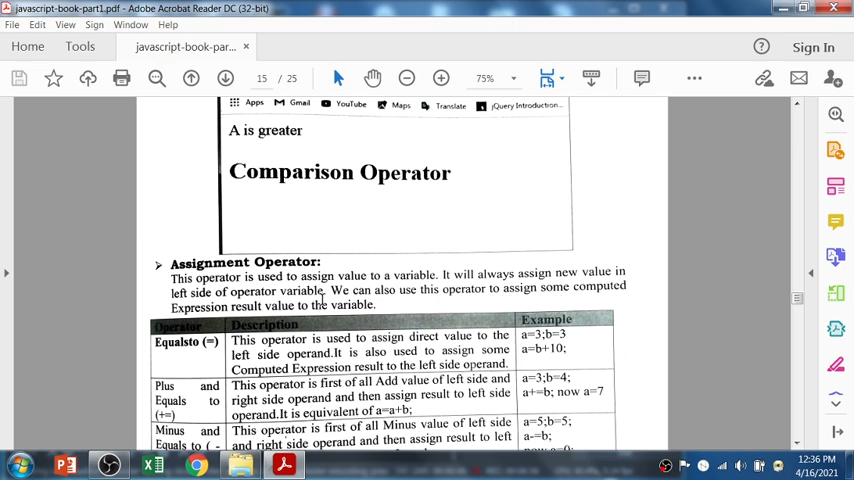 javascript-book-part1.pdf - Adobe Acrobat Reader DC (32-bit)
File Edit View Sign Window Help
Home Tools javascript-book-par... × Sign In
15 / 25 75%
Apps Gmail YouTube Maps Translate jQuery Introduction...
A is greater
Comparison Operator
➢ Assignment Operator:
This operator is used to assign value to a variable. It will always assign new value in
left side of operator variable. We can also use this operator to assign some computed
Expression result value to the variable.
Operator Description Example
Equalsto (=) This operator is used to assign direct value to the
left side operand.It is also used to assign some
Computed Expression result to the left side operand.
a=3;b=3
a=b+10;
Plus and
Equals to
(+=)
This operator is first of all Add value of left side and
right side operand and then assign result to left side
operand.It is equivalent of a=a+b;
a=3;b=4;
a+=b; now a=7
Minus and
Equals to ( -
This operator is first of all Minus value of left side
and right side operand and then assign result to left
a=5;b=5;
a-=b;
now a=0;
12:36 PM
4/16/2021